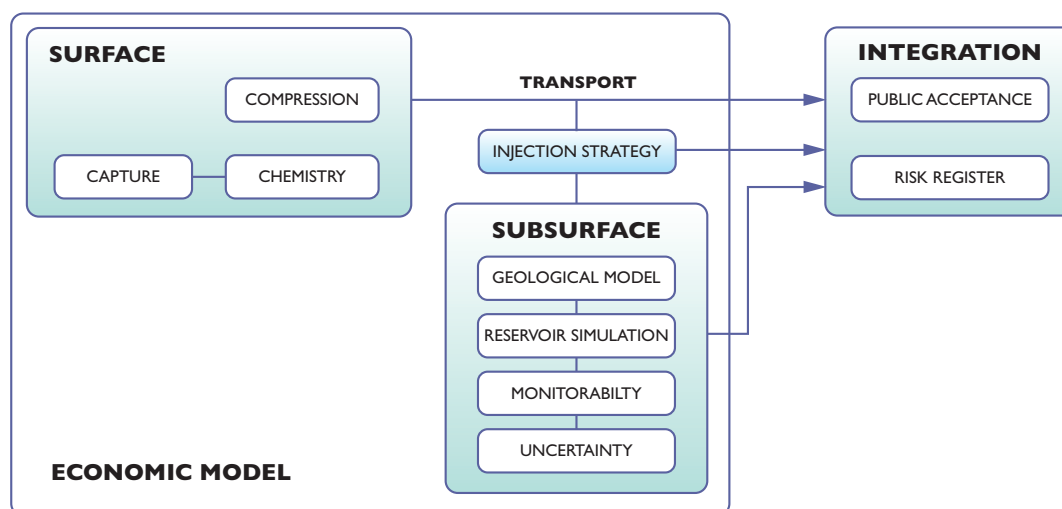 SURFACE
COMPRESSION
CAPTURE
CHEMISTRY
TRANSPORT
INJECTION STRATEGY
SUBSURFACE
GEOLOGICAL MODEL
RESERVOIR SIMULATION
MONITORABILTY
UNCERTAINTY
ECONOMIC MODEL
INTEGRATION
PUBLIC ACCEPTANCE
RISK REGISTER